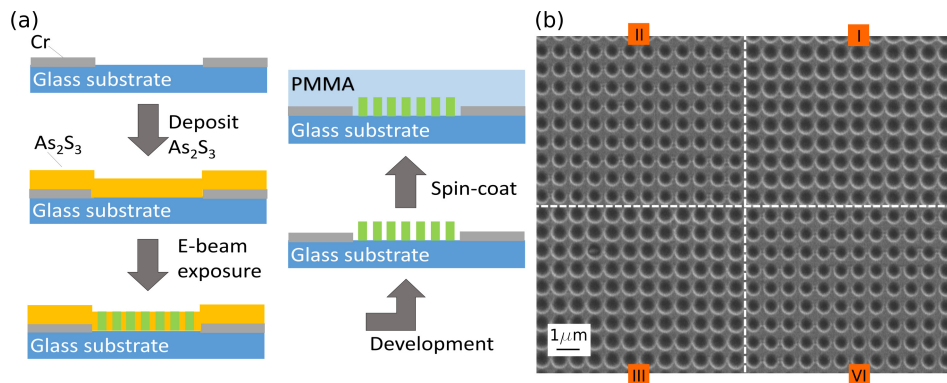 (a)
Cr
Glass substrate
Deposit
As₂S₃
As₂S₃
Glass substrate
E-beam
exposure
Glass substrate
PMMA
Glass substrate
Spin-coat
Glass substrate
Development
(b)
II
I
1μm
III
VI